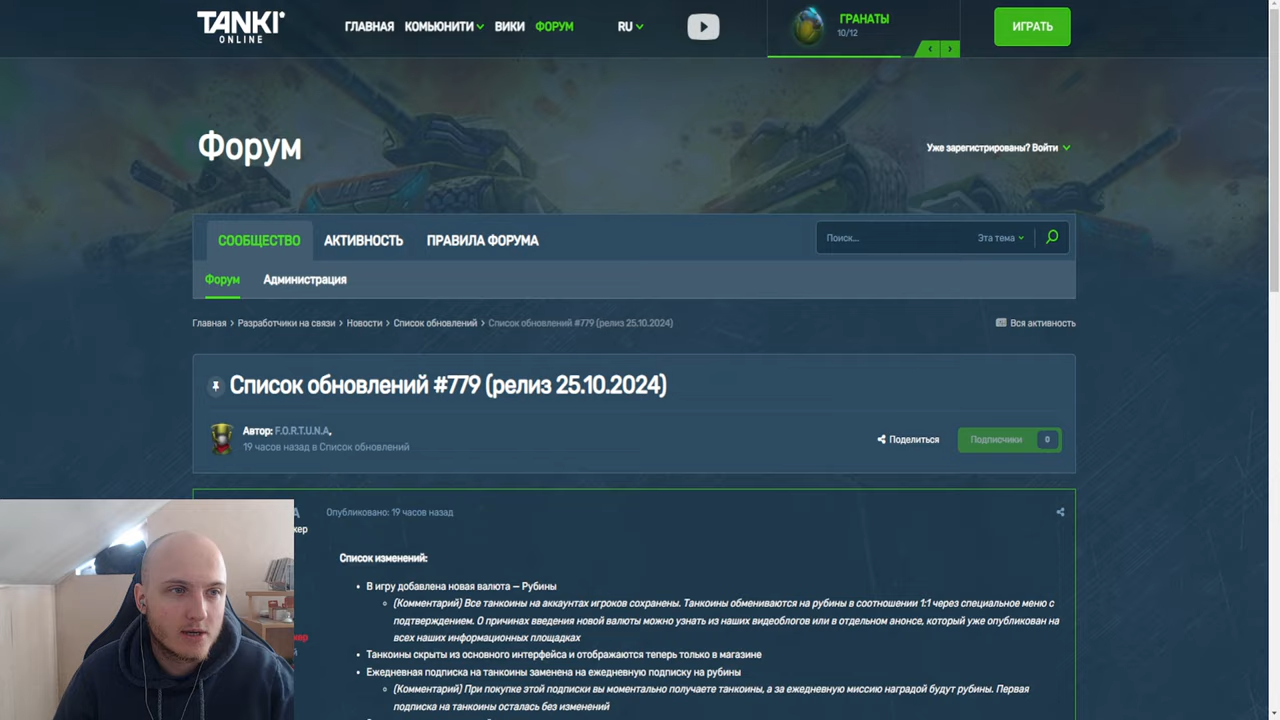 TANKI
ONLINE
ГЛАВНАЯ КОМЬЮНИТИ ВИКИ ФОРУМ RU
ГРАНАТЫ
10/12
ИГРАТЬ
Форум
Уже зарегистрированы? Войти
СООБЩЕСТВО АКТИВНОСТЬ ПРАВИЛА ФОРУМА
Поиск... Эта тема
Форум Администрация
Главная > Разработчики на связи > Новости > Список обновлений > Список обновлений #779 (релиз 25.10.2024)
Вся активность
Список обновлений #779 (релиз 25.10.2024)
Автор: F.O.R.T.U.N.A,
19 часов назад в Список обновлений
Поделиться
Подписчики 0
Опубликовано: 19 часов назад
Список изменений:
• В игру добавлена новая валюта — Рубины
(Комментарий) Все танкоины на аккаунтах игроков сохранены. Танкоины обмениваются на рубины в соотношении 1:1 через специальное меню с
подтверждением. О причинах введения новой валюты можно узнать из наших видеоблогов или в отдельном анонсе, который уже опубликован на
всех наших информационных площадках
• Танкоины скрыты из основного интерфейса и отображаются теперь только в магазине
• Ежедневная подписка на танкоины заменена на ежедневную подписку на рубины
(Комментарий) При покупке этой подписки вы моментально получаете танкоины, а за ежедневную миссию наградой будут рубины. Первая
подписка на танкоины осталась без изменений